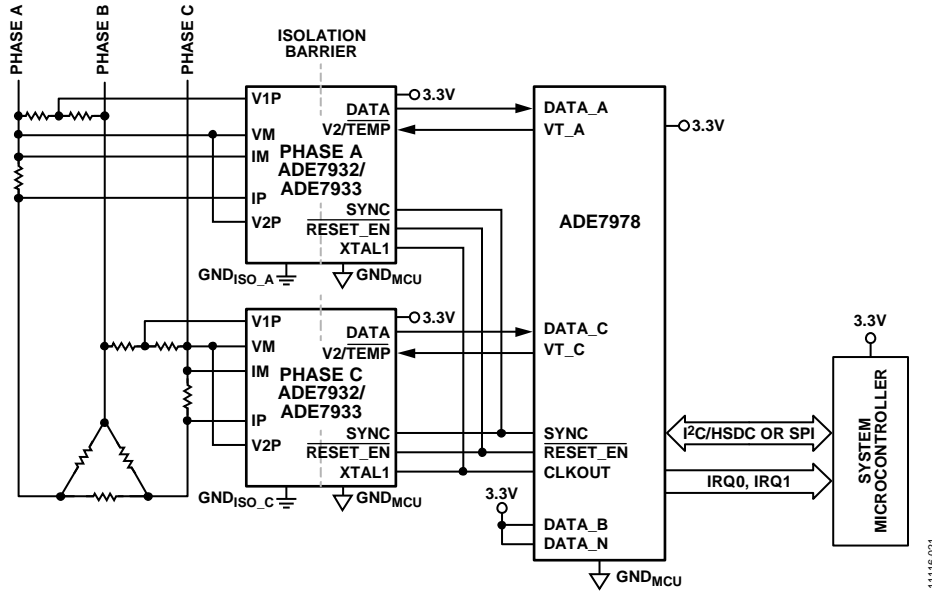 PHASE A
PHASE B
PHASE C
ISOLATION
BARRIER
V1P
VM
IM
IP
V2P
DATA
V2/TEMP
PHASE A
ADE7932/
ADE7933
SYNC
RESET_EN
XTAL1
3.3V
GNDISO_A
GNDMCU
V1P
VM
IM
IP
V2P
DATA
V2/TEMP
PHASE C
ADE7932/
ADE7933
SYNC
RESET_EN
XTAL1
3.3V
GNDISO_C
GNDMCU
DATA_A
VT_A
3.3V
ADE7978
DATA_C
VT_C
SYNC
RESET_EN
CLKOUT
3.3V
DATA_B
DATA_N
GNDMCU
I2C/HSDC OR SPI
IRQ0, IRQ1
3.3V
SYSTEM
MICROCONTROLLER
11116-021